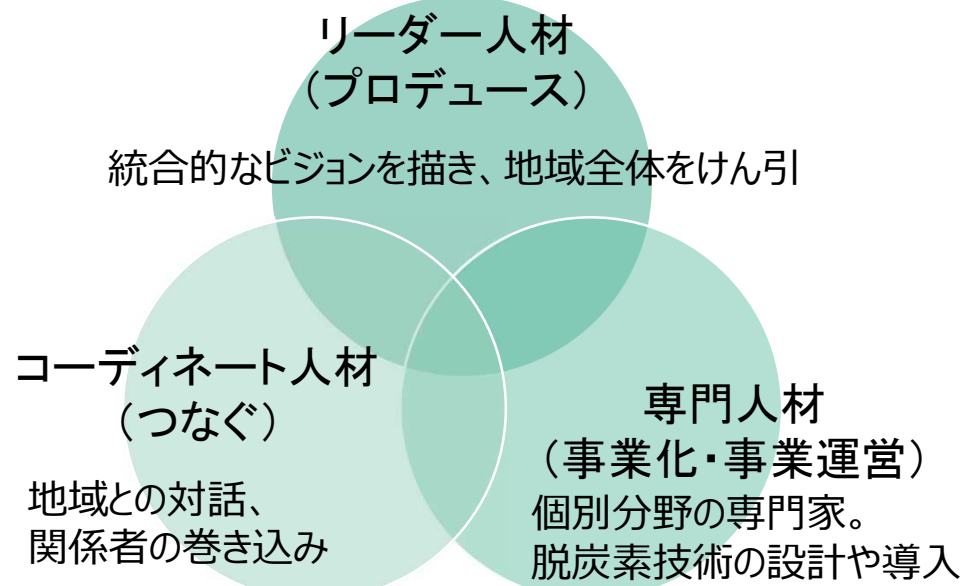 リーダー人材
（プロデュース）
統合的なビジョンを描き、地域全体をけん引
コーディネート人材
（つなぐ）
地域との対話、
関係者の巻き込み
専門人材
（事業化・事業運営）
個別分野の専門家。
脱炭素技術の設計や導入